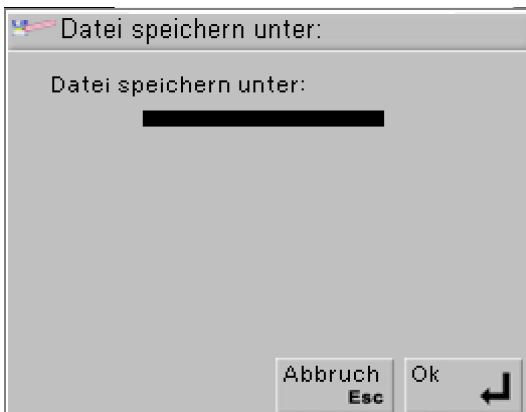 Datei speichern unter:
Datei speichern unter:
Abbruch
Esc
Ok